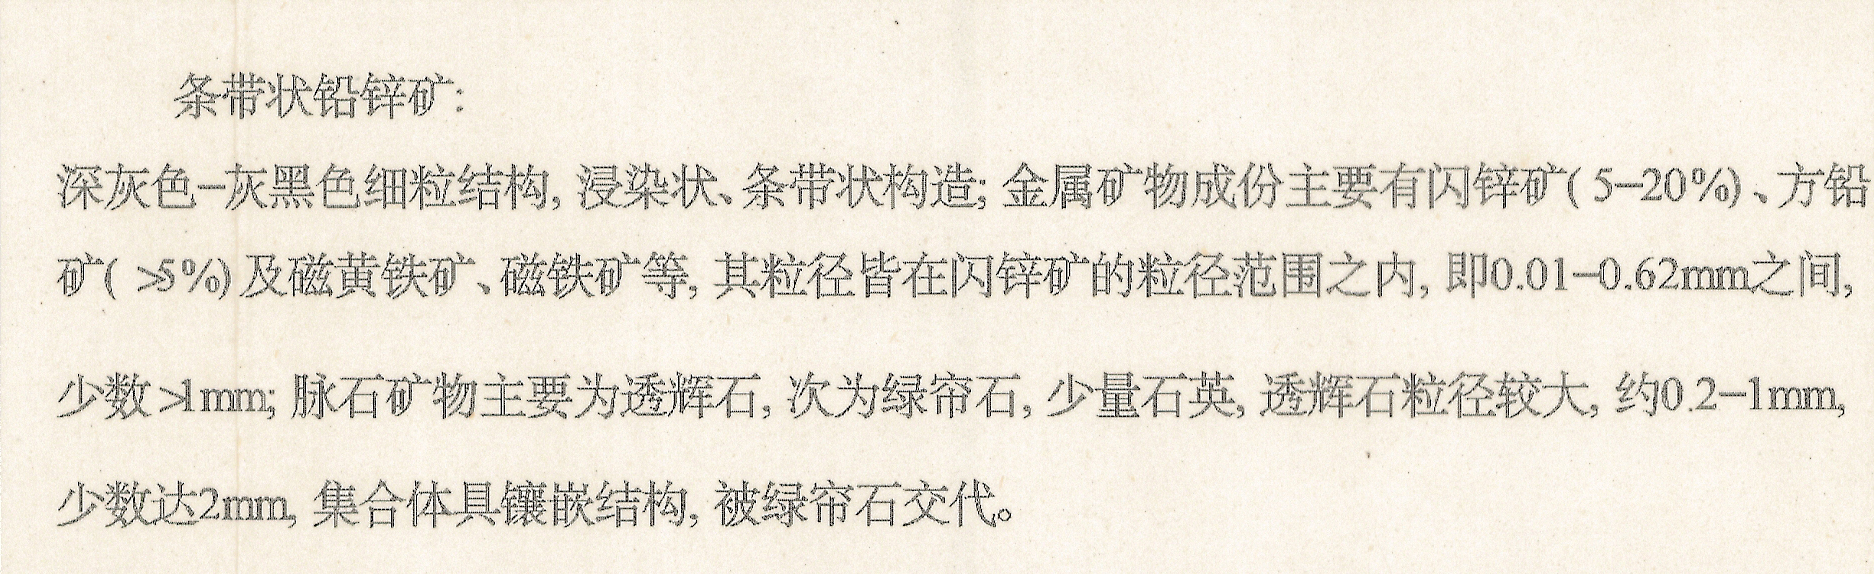 条带状铅锌矿:
深灰色-灰黑色细粒结构, 浸染状、条带状构造; 金属矿物成份主要有闪锌矿( 5-20%)、方铅
矿( >5%)及磁黄铁矿、磁铁矿等, 其粒径皆在闪锌矿的粒径范围之内, 即0.01-0.62mm之间,
少数>1mm; 脉石矿物主要为透辉石, 次为绿帘石, 少量石英, 透辉石粒径较大, 约0.2-1mm,
少数达2mm, 集合体具镶嵌结构, 被绿帘石交代。